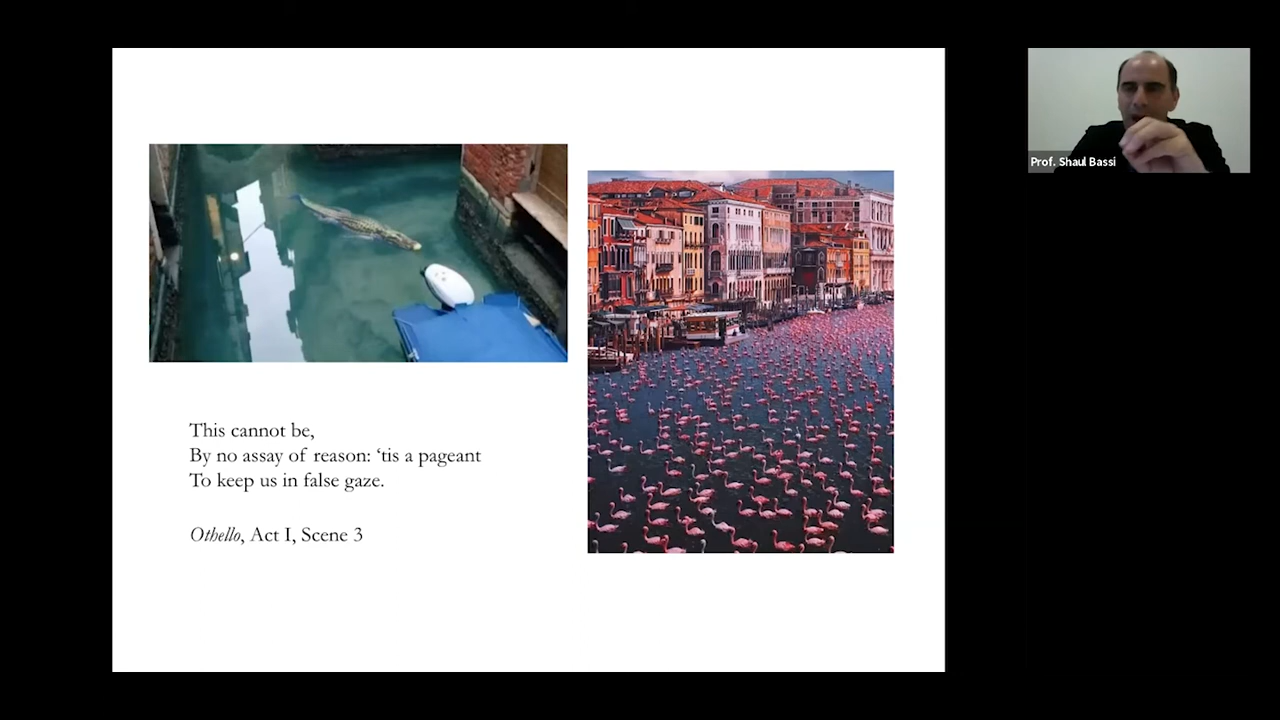 Prof. Shaul Bassi
This cannot be,
By no assay of reason: ‘tis a pageant
To keep us in false gaze.
Othello, Act I, Scene 3